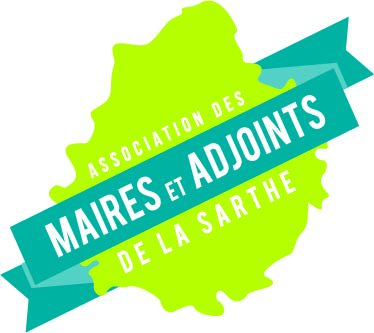 ASSOCIATION DES
MAIRES ET ADJOINTS
DE LA SARTHE